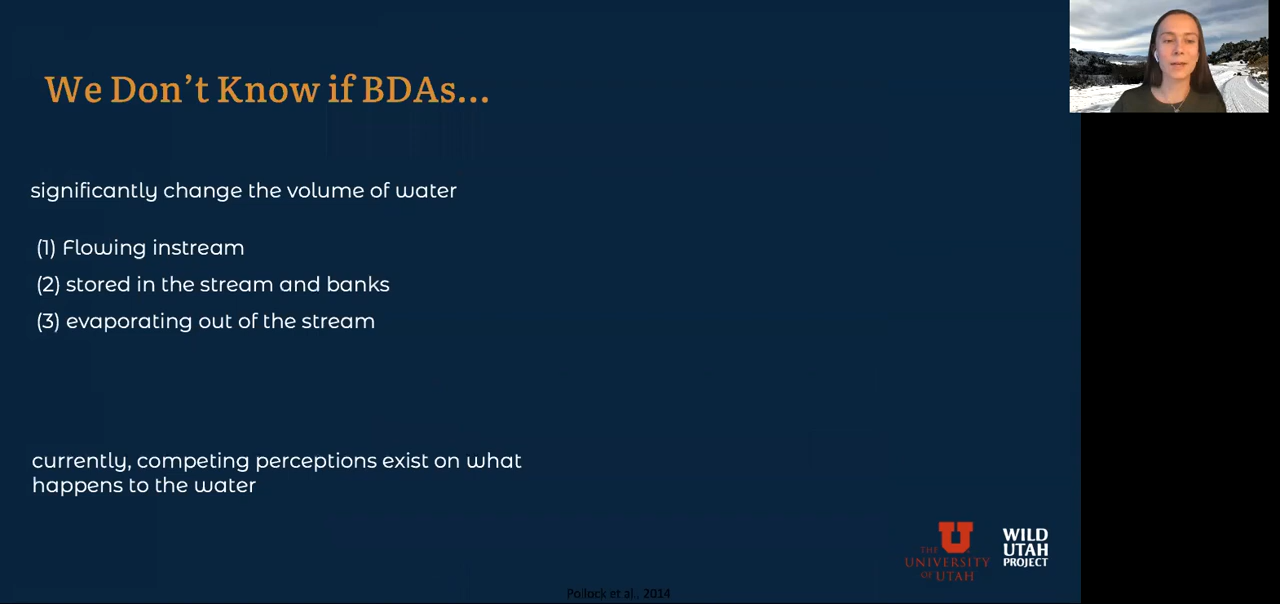 We Don't Know if BDAs...
significantly change the volume of water
(1) Flowing instream
(2) stored in the stream and banks
(3) evaporating out of the stream
currently, competing perceptions exist on what
happens to the water
THE
UNIVERSITY
OF UTAH
WILD
UTAH
PROJECT
Pollock et al., 2014